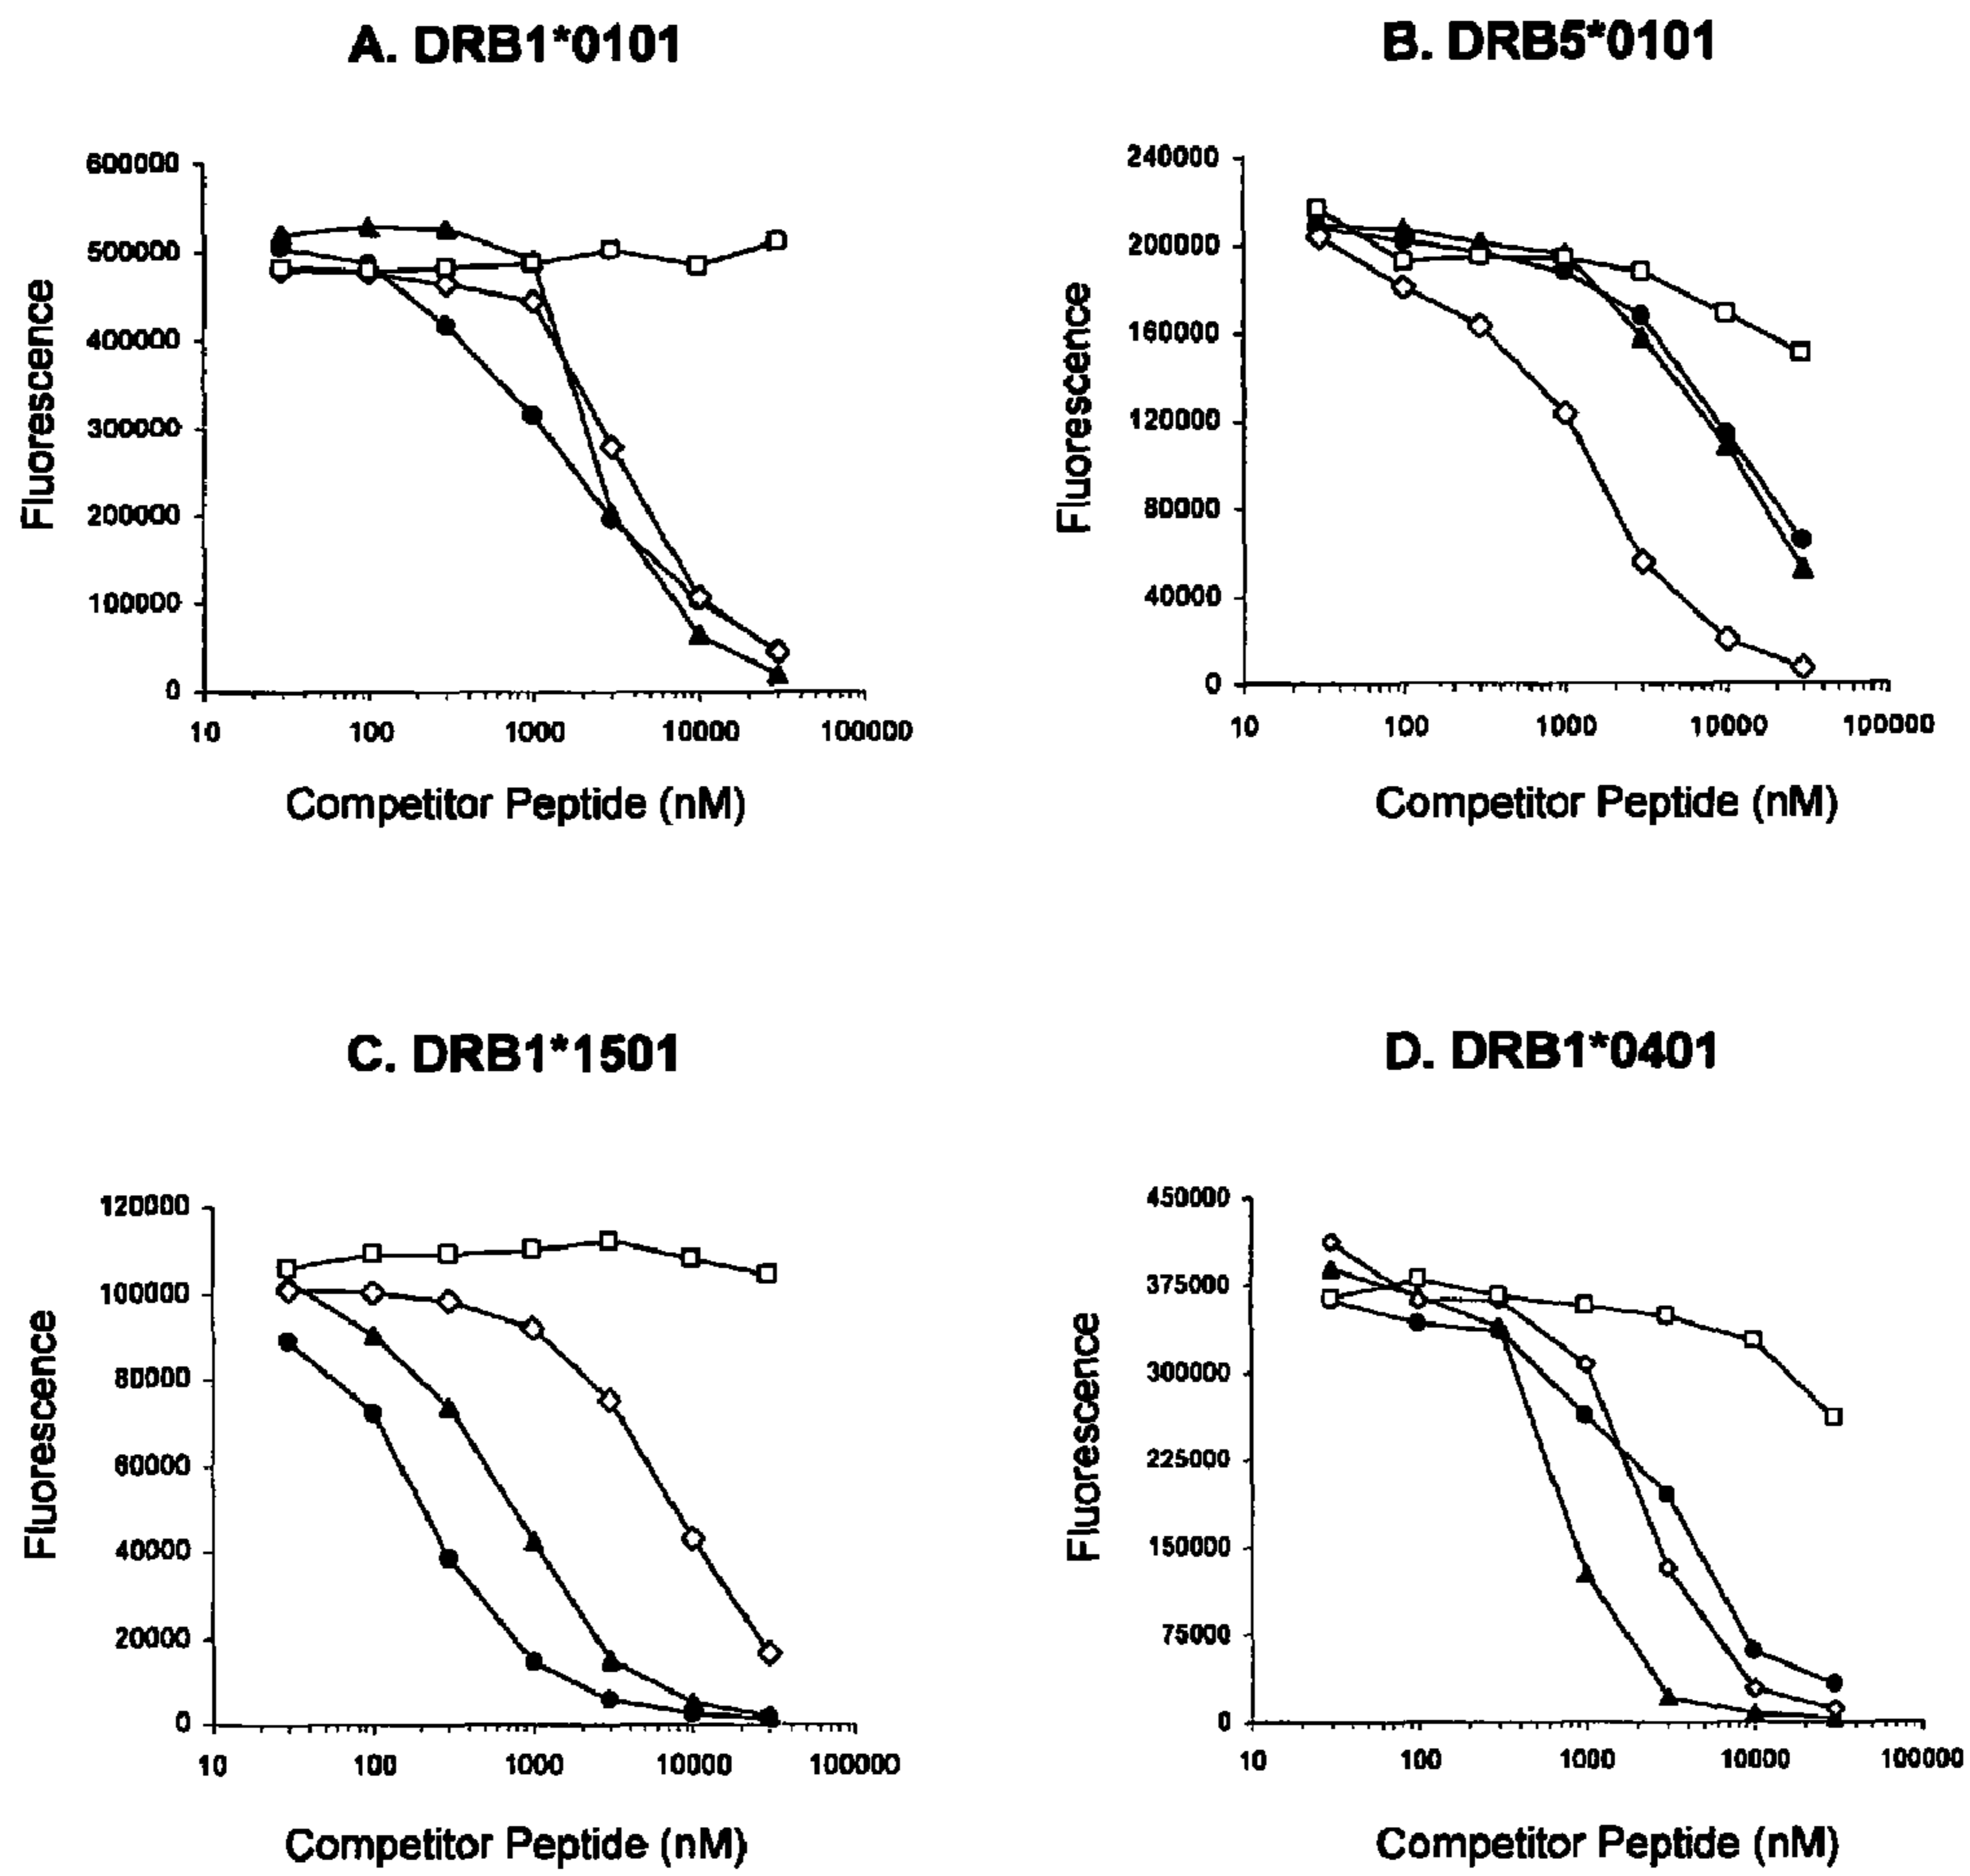 A. DRB1*0101
B. DRB5*0101
Fluorescence
600000
500000
400000
300000
200000
100000
0
10 100 1000 10000 100000
Competitor Peptide (nM)
Fluorescence
240000
200000
160000
120000
80000
40000
0
10 100 1000 10000 100000
Competitor Peptide (nM)
C. DRB1*1501
D. DRB1*0401
Fluorescence
120000
100000
80000
60000
40000
20000
0
10 100 1000 10000 100000
Competitor Peptide (nM)
Fluorescence
450000
375000
300000
225000
150000
75000
0
10 100 1000 10000 100000
Competitor Peptide (nM)